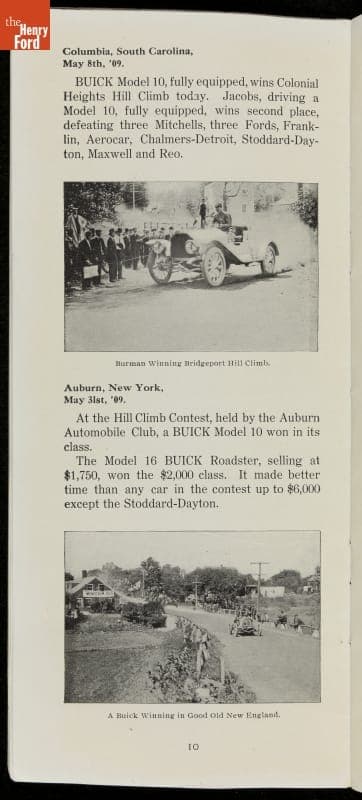 the
Henry
Ford
Columbia, South Carolina,
May 8th, '09.
BUICK Model 10, fully equipped, wins Colonial
Heights Hill Climb today. Jacobs, driving a
Model 10, fully equipped, wins second place,
defeating three Mitchells, three Fords, Frank-
lin, Aerocar, Chalmers-Detroit, Stoddard-Day-
ton, Maxwell and Reo.
Burman Winning Bridgeport Hill Climb.
Auburn, New York,
May 31st, '09.
At the Hill Climb Contest, held by the Auburn
Automobile Club, a BUICK Model 10 won in its
class.
The Model 16 BUICK Roadster, selling at
$1,750, won the $2,000 class. It made better
time than any car in the contest up to $6,000
except the Stoddard-Dayton.
A Buick Winning in Good Old New England.
10